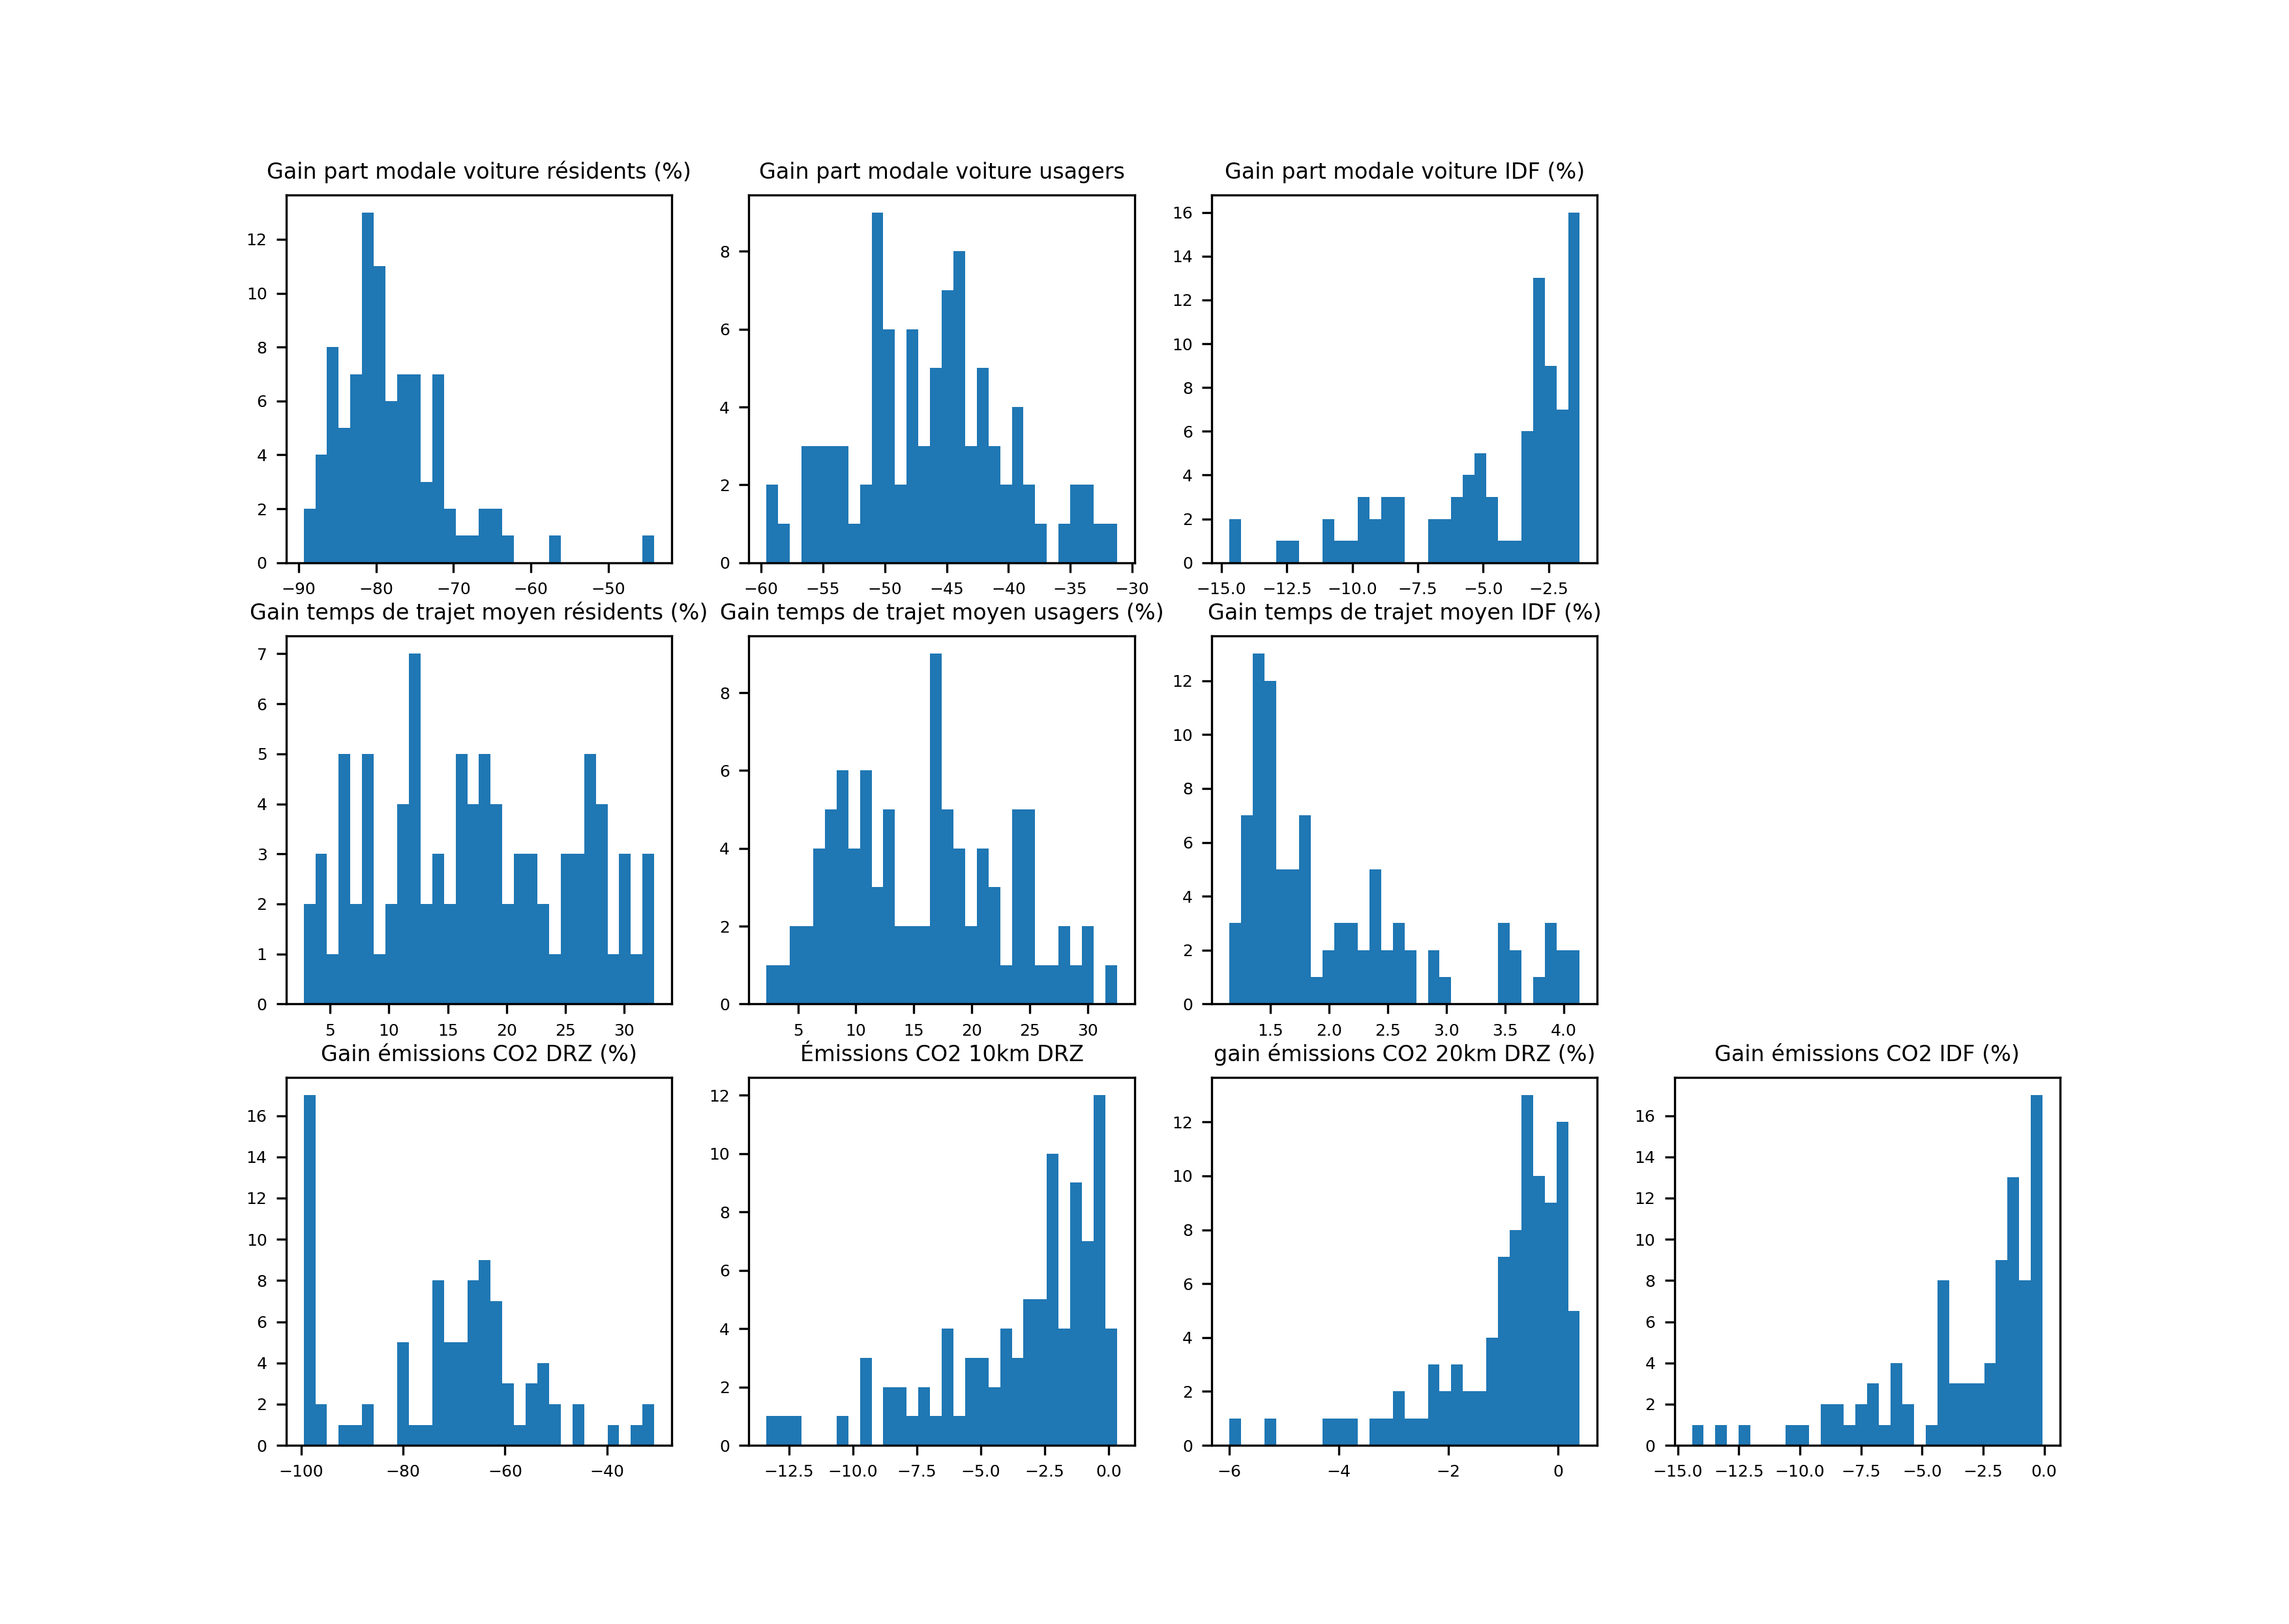 Gain part modale voiture résidents (%) Gain part modale voiture usagers Gain part modale voiture IDF (%)
12 10 8 6 4 2 0
8 6 4 2 0
16 14 12 10 8 6 4 2 0
−90 −80 −70 −60 −50
−60 −55 −50 −45 −40 −35 −30
−15.0 −12.5 −10.0 −7.5 −5.0 −2.5
Gain temps de trajet moyen résidents (%) Gain temps de trajet moyen usagers (%) Gain temps de trajet moyen IDF (%)
7 6 5 4 3 2 1 0
8 6 4 2 0
12 10 8 6 4 2 0
5 10 15 20 25 30
5 10 15 20 25 30
1.5 2.0 2.5 3.0 3.5 4.0
Gain émissions CO2 DRZ (%) Émissions CO2 10km DRZ gain émissions CO2 20km DRZ (%) Gain émissions CO2 IDF (%)
16 14 12 10 8 6 4 2 0
12 10 8 6 4 2 0
12 10 8 6 4 2 0
16 14 12 10 8 6 4 2 0
−100 −80 −60 −40
−12.5 −10.0 −7.5 −5.0 −2.5 0.0
−6 −4 −2 0
−15.0 −12.5 −10.0 −7.5 −5.0 −2.5 0.0